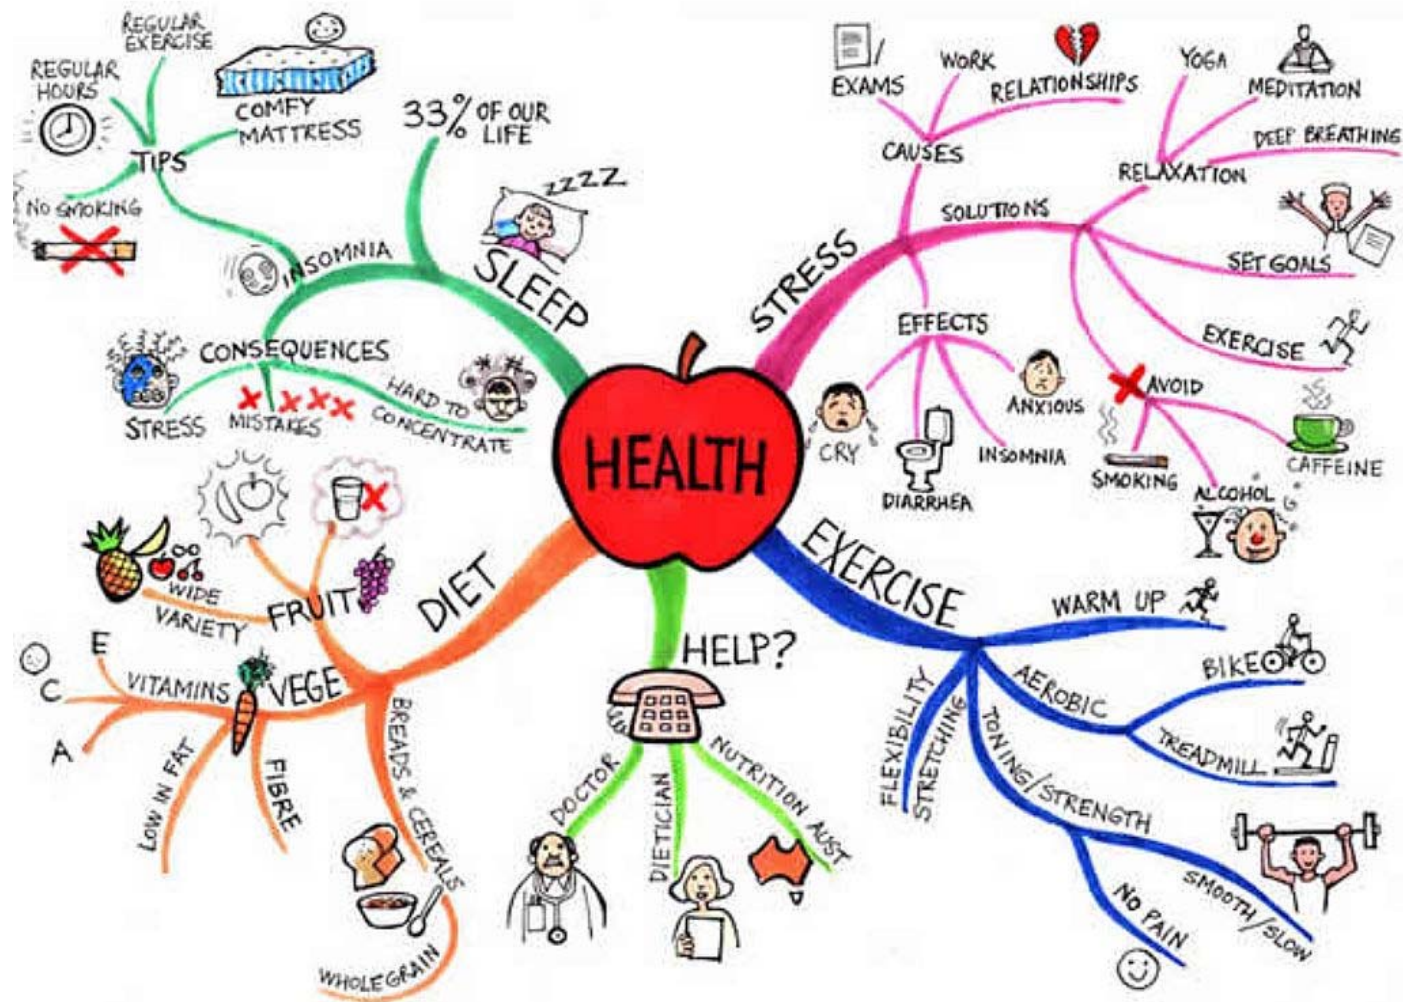 HEALTH
SLEEP
33% OF OUR
LIFE
ZZZZ
INSOMNIA
TIPS
REGULAR
HOURS
REGULAR
EXERCISE
COMFY
MATTRESS
NO SMOKING
CONSEQUENCES
STRESS
MISTAKES
HARD TO
CONCENTRATE
STRESS
CAUSES
EXAMS
WORK
RELATIONSHIPS
SOLUTIONS
RELAXATION
YOGA
MEDITATION
DEEP BREATHING
SET GOALS
EXERCISE
AVOID
SMOKING
ALCOHOL
CAFFEINE
EFFECTS
CRY
DIARRHEA
INSOMNIA
ANXIOUS
EXERCISE
WARM UP
AEROBIC
BIKE
TREADMILL
TONING/STRENGTH
SMOOTH/SLOW
NO PAIN
FLEXIBILITY
STRETCHING
HELP?
DOCTOR
DIETICIAN
NUTRITION AUST
DIET
FRUIT
WIDE
VARIETY
VEGE
VITAMINS
E
C
A
LOW IN FAT
FIBRE
BREADS & CEREALS
WHOLEGRAIN